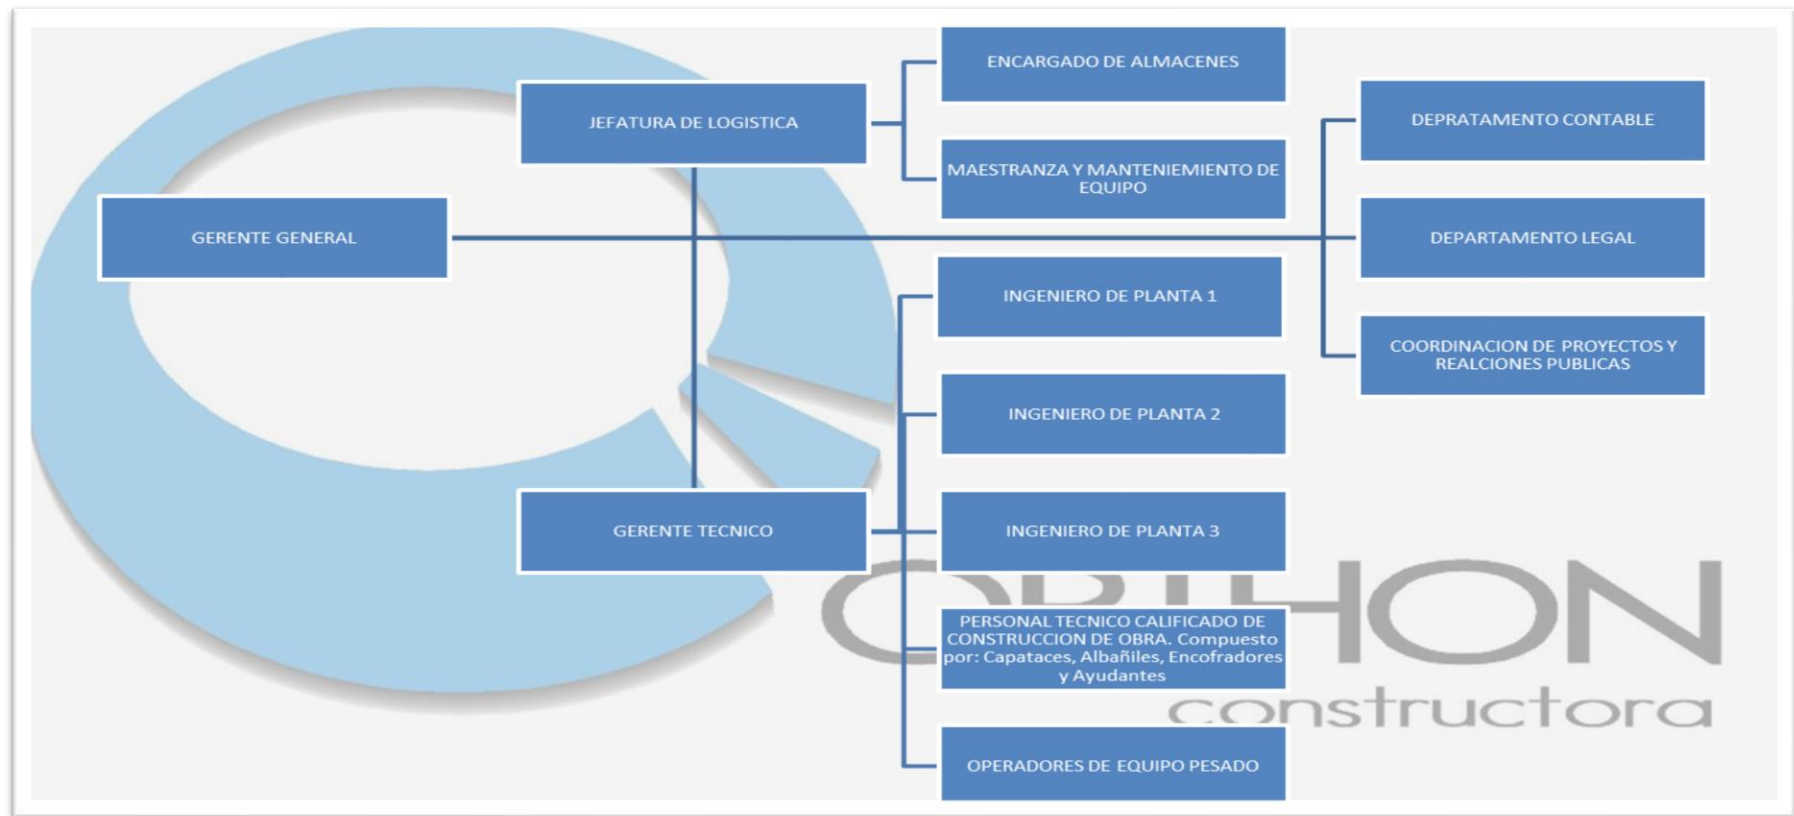 ENCARGADO DE ALMACENES
JEFATURA DE LOGISTICA
DEPRATAMENTO CONTABLE
MAESTRANZA Y MANTENIEMIENTO DE
EQUIPO
GERENTE GENERAL
DEPARTAMENTO LEGAL
INGENIERO DE PLANTA 1
COORDINACION DE PROYECTOS Y
REALCIONES PUBLICAS
INGENIERO DE PLANTA 2
GERENTE TECNICO
INGENIERO DE PLANTA 3
PERSONAL TECNICO CALIFICADO DE
CONSTRUCCION DE OBRA. Compuesto
por: Capataces, Albañiles, Encofradores
y Ayudantes
constructora
OPERADORES DE EQUIPO PESADO